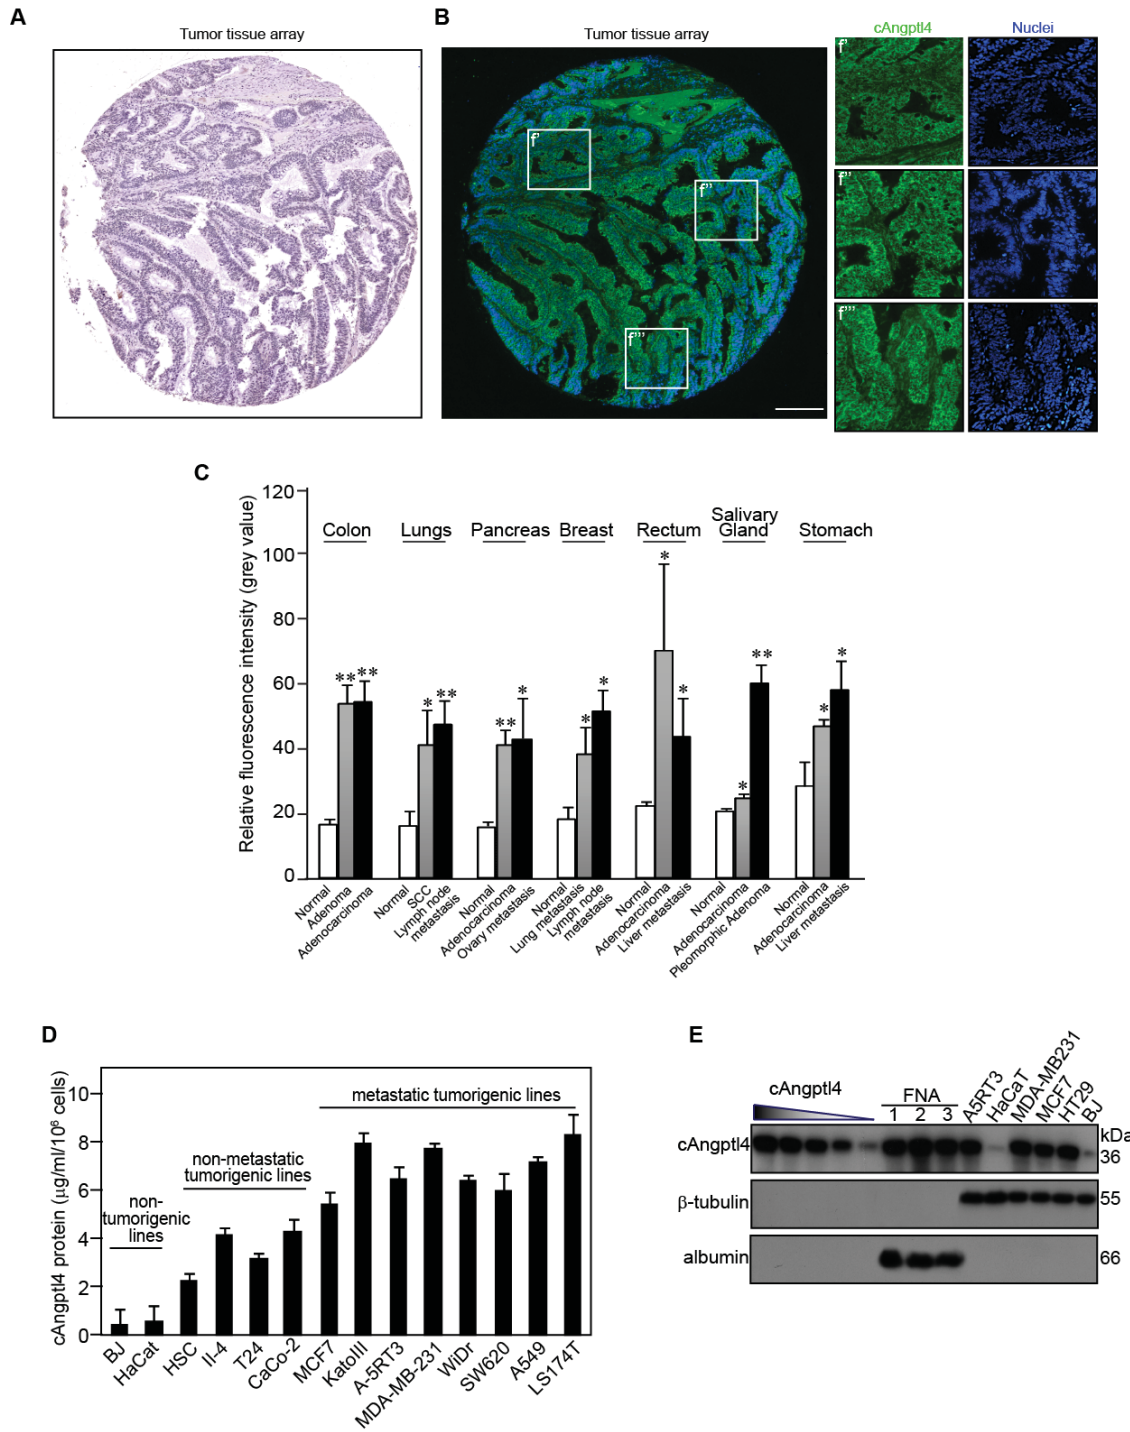 A
Tumor tissue array
B
Tumor tissue array
cAngptl4
Nuclei
f'
f''
f'''
f'
f''
f'''
C
Relative fluorescence intensity (grey value)
120
100
80
60
40
20
0
Colon
Lungs
Pancreas
Breast
Rectum
Salivary
Gland
Stomach
** ** * ** ** * * * * * * ** * *
Normal
Adenoma
Adenocarcinoma
Normal
SCC
Lymph node
metastasis
Normal
Adenocarcinoma
Ovary metastasis
Normal
Lung metastasis
Lymph node
metastasis
Normal
Adenocarcinoma
Liver metastasis
Normal
Adenocarcinoma
Pleomorphic Adenoma
Normal
Adenocarcinoma
Liver metastasis
D
cAngptl4 protein (μg/ml/10⁶ cells)
10
8
6
4
2
0
non-
tumorigenic
lines
non-metastatic
tumorigenic lines
metastatic tumorigenic lines
BJ
HaCat
HSC
II-4
T24
CaCo-2
MCF7
KatoIII
A-5RT3
MDA-MB-231
WiDr
SW620
A549
LS174T
E
cAngptl4
FNA
1 2 3
A5RT3
HaCaT
MDA-MB231
MCF7
HT29
BJ
kDa
cAngptl4
36
β-tubulin
55
albumin
66